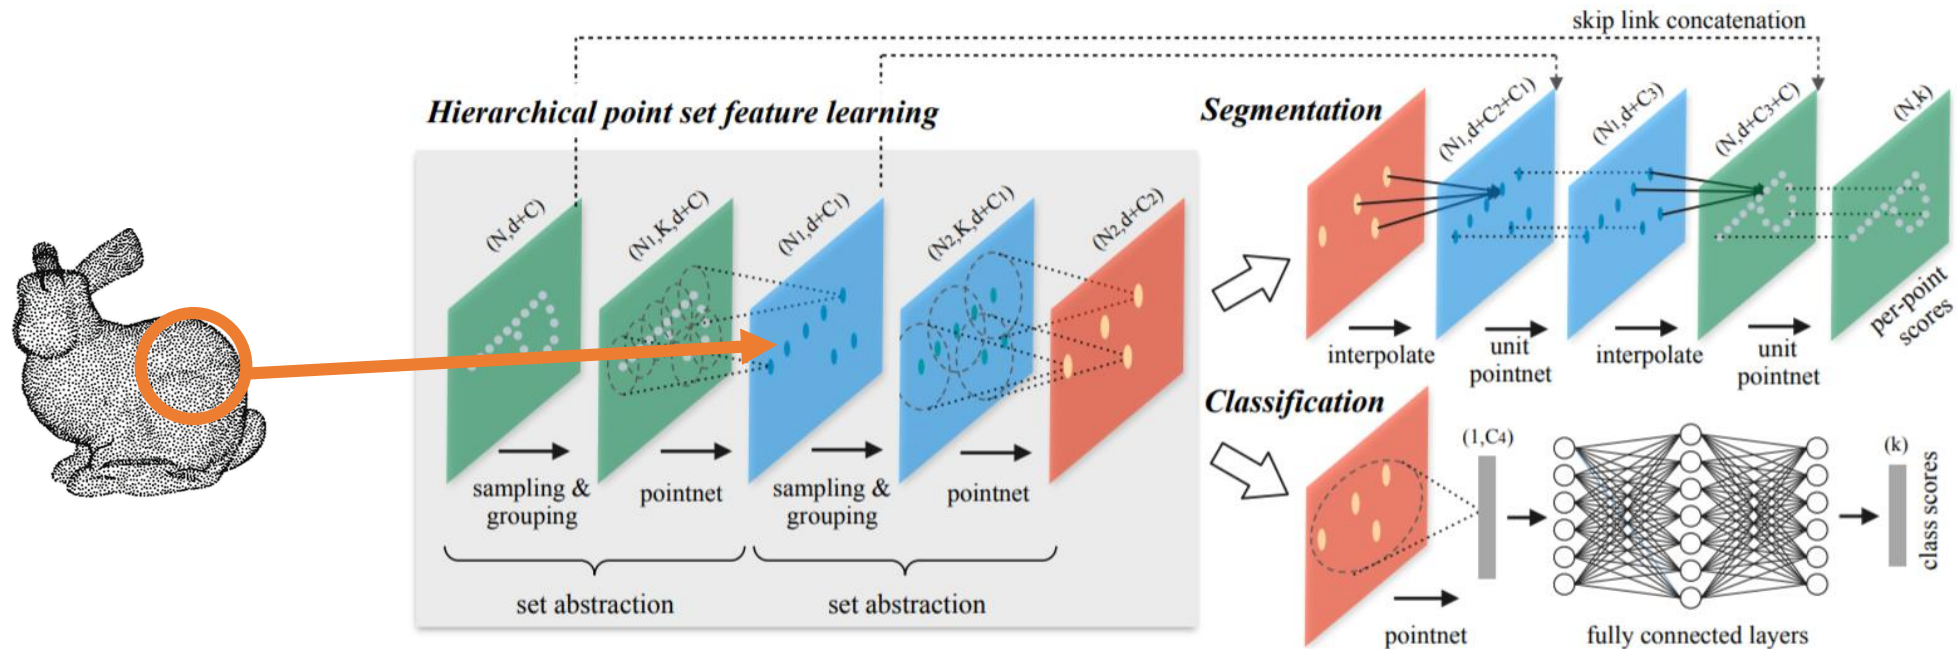 skip link concatenation
Hierarchical point set feature learning
(N,d+C)
(N1,K,d+C)
(N1,d+C1)
(N2,K,d+C1)
(N2,d+C2)
sampling &
grouping
pointnet
sampling &
grouping
pointnet
set abstraction
set abstraction
Segmentation
(N1,d+C2+C1)
(N1,d+C3)
(N,d+C3+C)
(N,k)
per-point
scores
interpolate
unit
pointnet
interpolate
unit
pointnet
Classification
(1,C4)
(k)
class scores
pointnet
fully connected layers